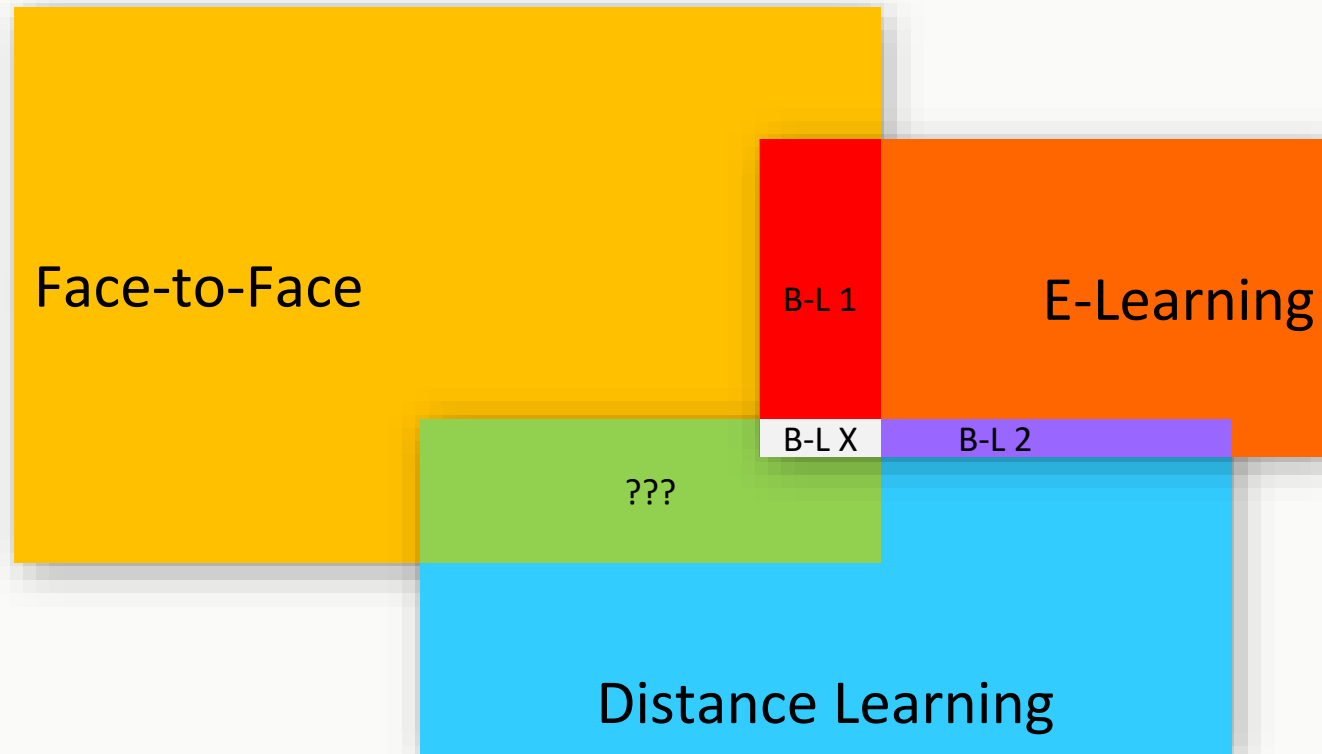 Face-to-Face
B-L 1
E-Learning
B-L X
B-L 2
???
Distance Learning